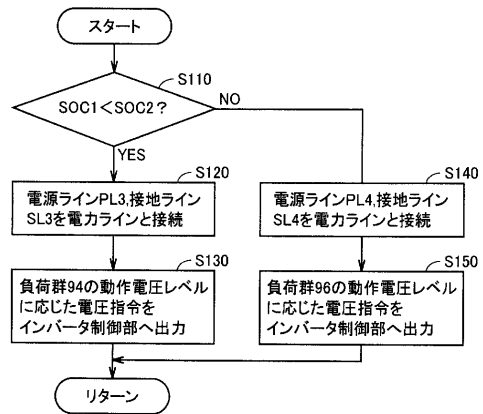 スタート
S110
SOC1<SOC2?
NO
YES
S120
電源ラインPL3,接地ライン
SL3を電力ラインと接続
S140
電源ラインPL4,接地ライン
SL4を電力ラインと接続
S130
負荷群94の動作電圧レベル
に応じた電圧指令を
インバータ制御部へ出力
S150
負荷群96の動作電圧レベル
に応じた電圧指令を
インバータ制御部へ出力
リターン